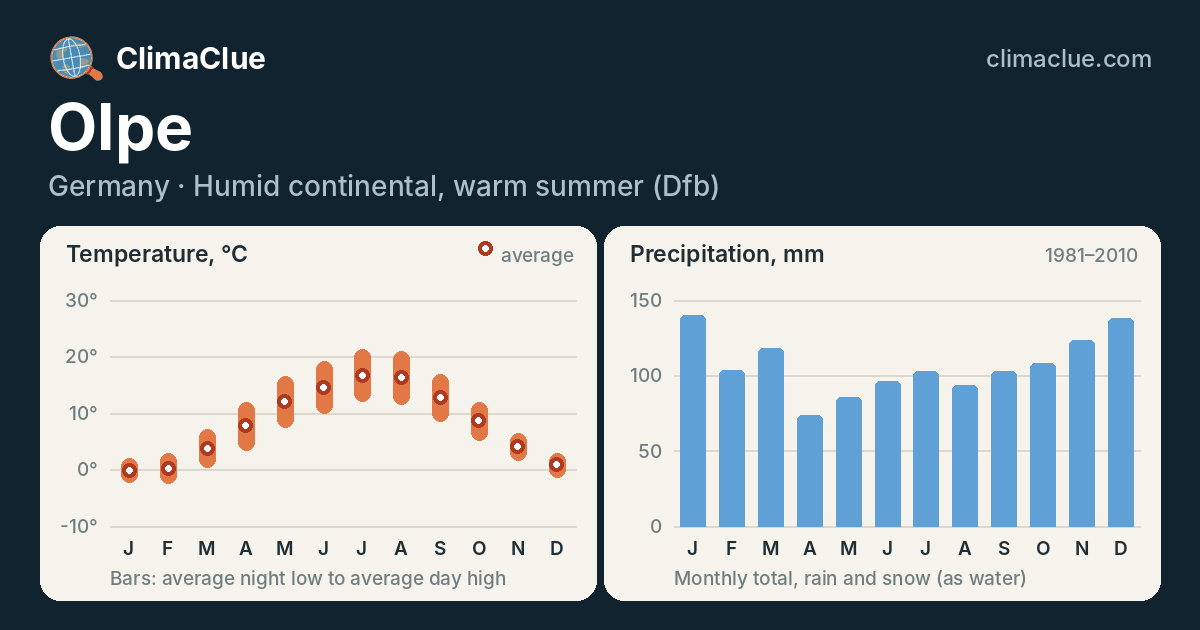 ClimaClue
climaclue.com
Olpe
Germany · Humid continental, warm summer (Dfb)
Temperature, °C
average
30°
20°
10°
0°
-10°
J F M A M J J A S O N D
Bars: average night low to average day high
Precipitation, mm
1981–2010
150
100
50
0
J F M A M J J A S O N D
Monthly total, rain and snow (as water)